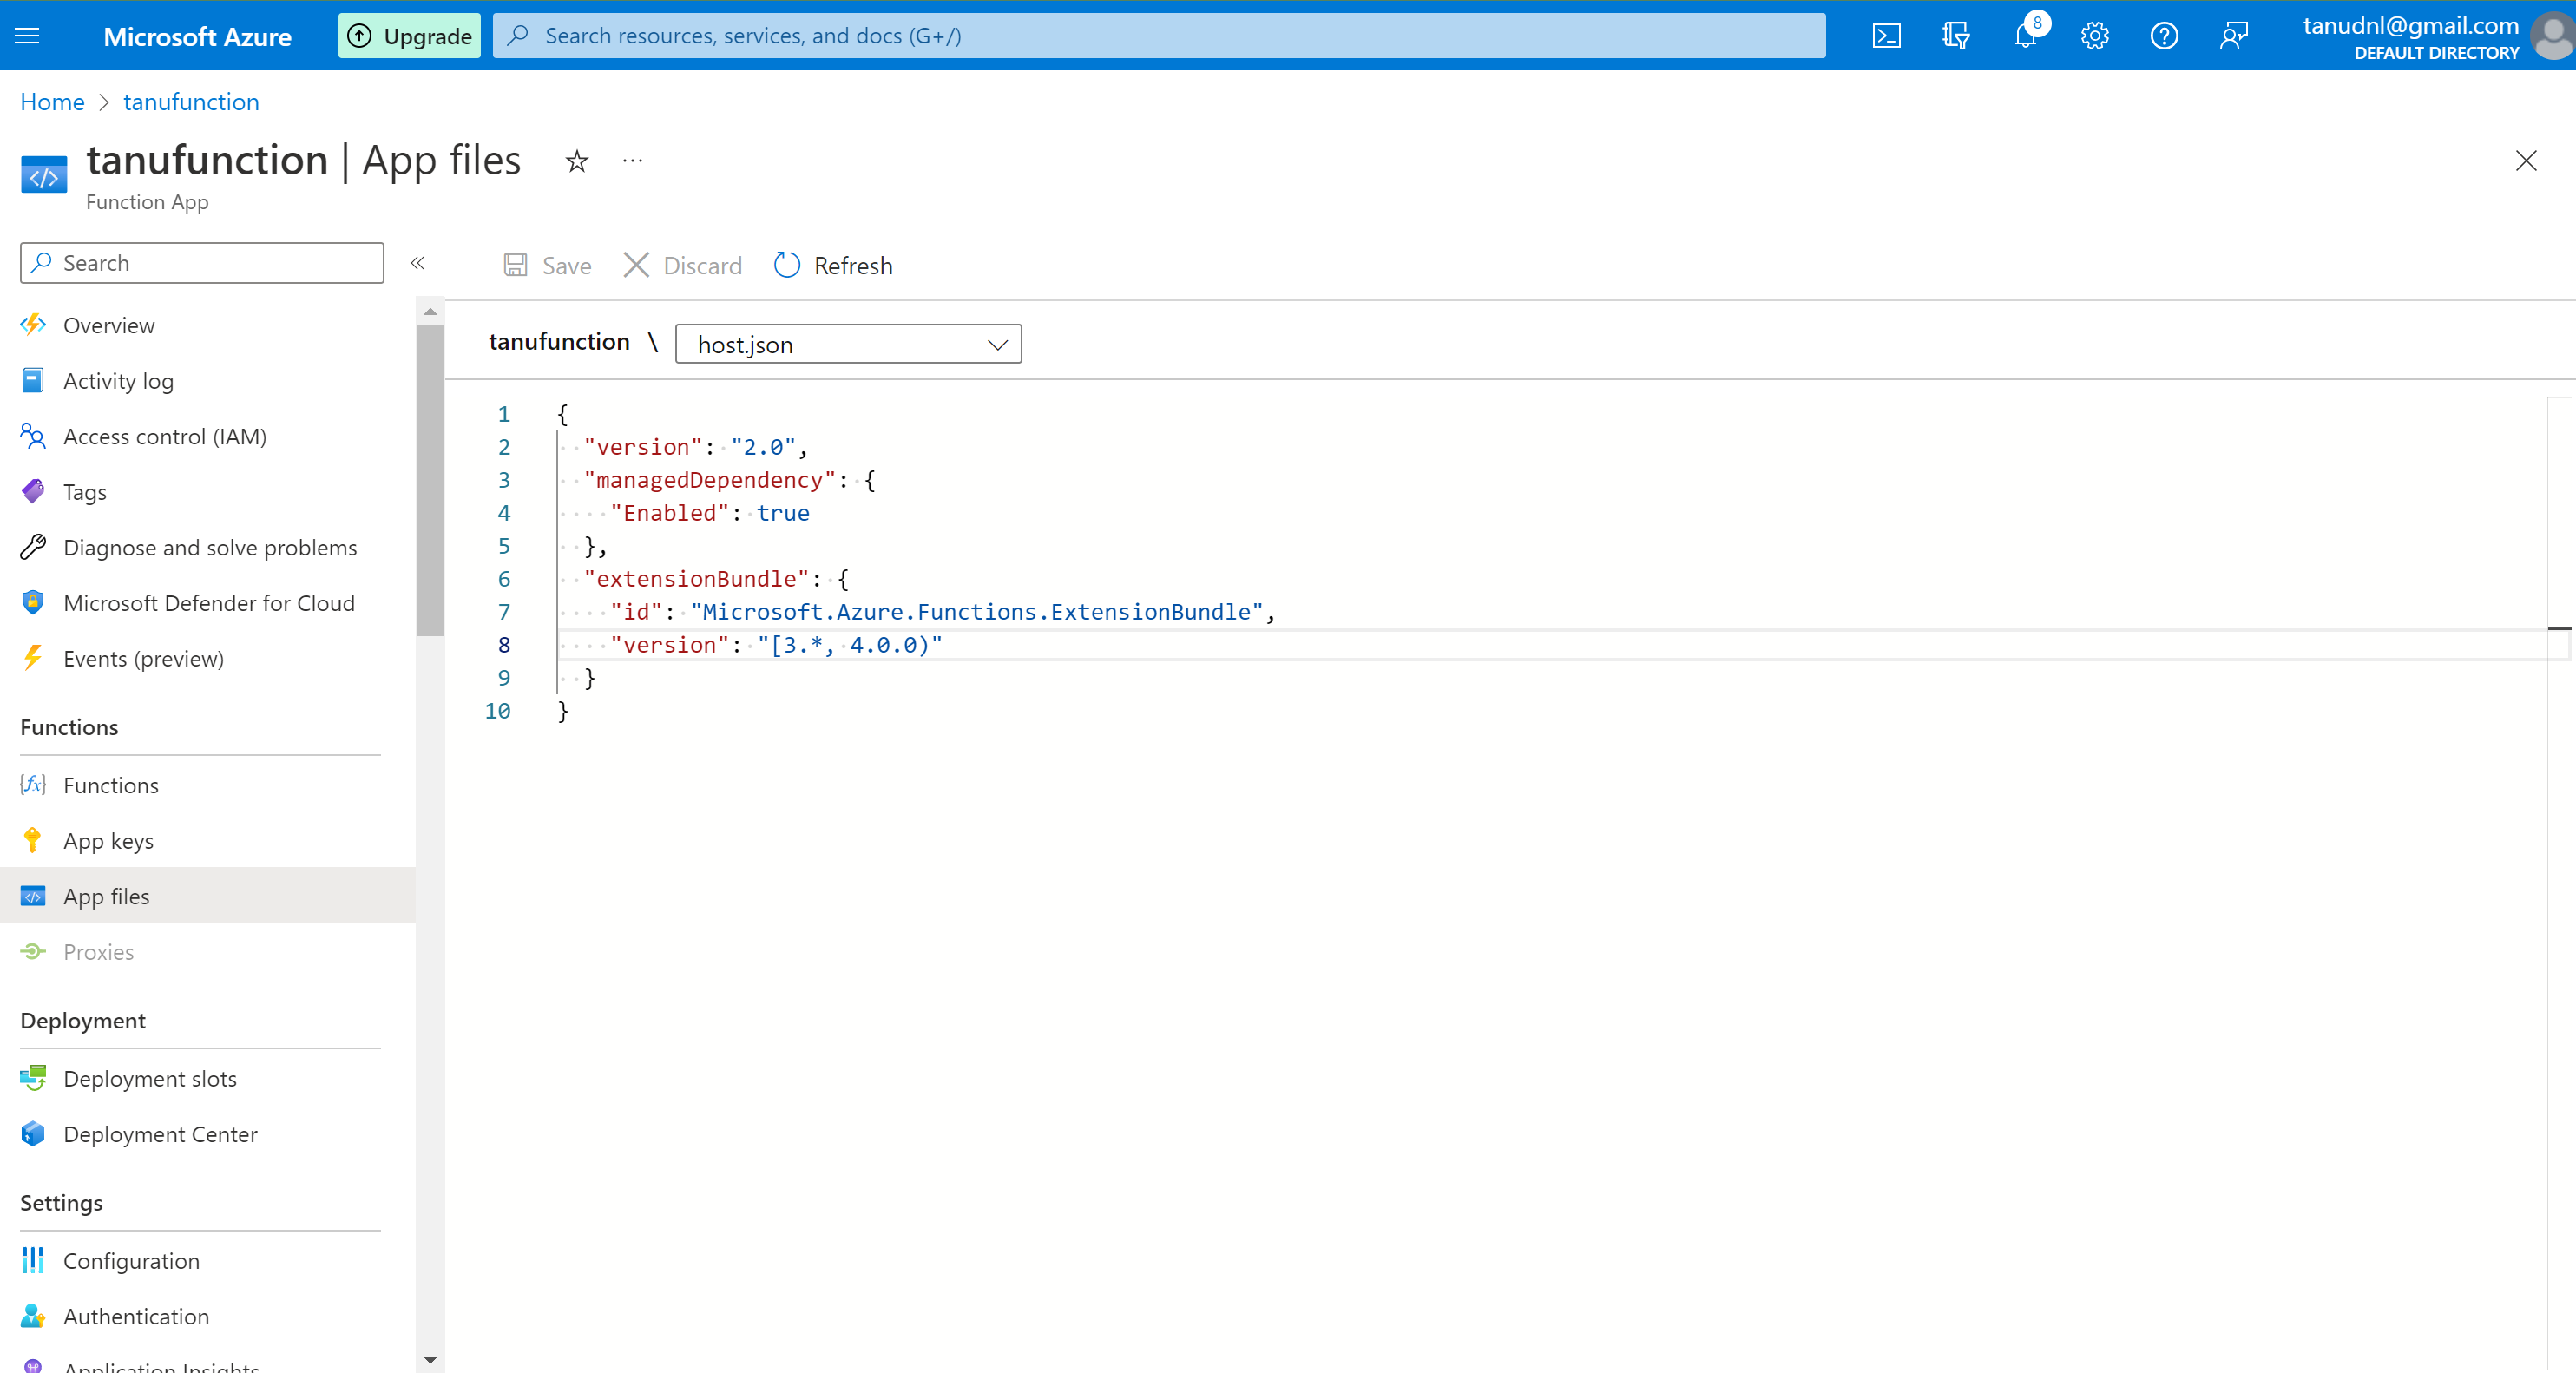 Microsoft Azure
Upgrade
Search resources, services, and docs (G+/)
8
tanudnl@gmail.com
DEFAULT DIRECTORY
Home > tanufunction
tanufunction | App files
Function App
Search
«
Save
Discard
Refresh
Overview
Activity log
Access control (IAM)
Tags
Diagnose and solve problems
Microsoft Defender for Cloud
Events (preview)
Functions
Functions
App keys
App files
Proxies
Deployment
Deployment slots
Deployment Center
Settings
Configuration
Authentication
Application Insights
tanufunction \ host.json
1 {
2 "version": "2.0",
3 "managedDependency": {
4 "Enabled": true
5 },
6 "extensionBundle": {
7 "id": "Microsoft.Azure.Functions.ExtensionBundle",
8 "version": "[3.*, 4.0.0)"
9 }
10 }